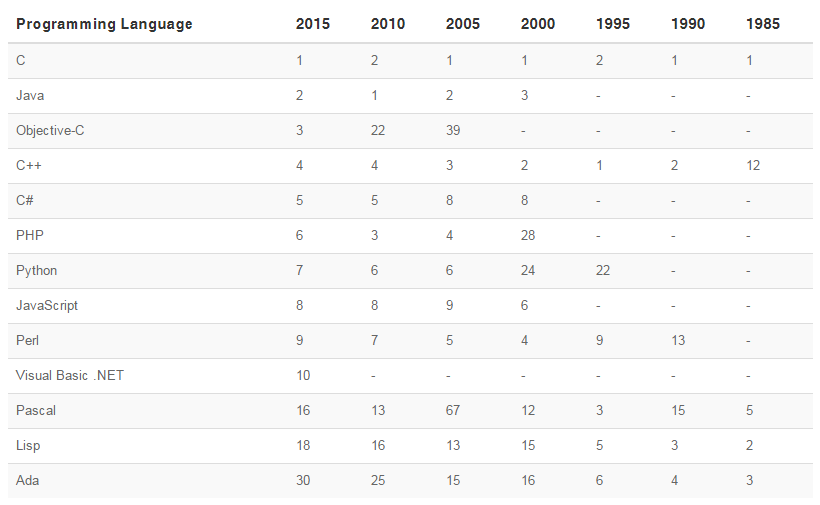 Programming Language 2015 2010 2005 2000 1995 1990 1985
C 1 2 1 1 2 1 1
Java 2 1 2 3 - - -
Objective-C 3 22 39 - - - -
C++ 4 4 3 2 1 2 12
C# 5 5 8 8 - - -
PHP 6 3 4 28 - - -
Python 7 6 6 24 22 - -
JavaScript 8 8 9 6 - - -
Perl 9 7 5 4 9 13 -
Visual Basic .NET 10 - - - - - -
Pascal 16 13 67 12 3 15 5
Lisp 18 16 13 15 5 3 2
Ada 30 25 15 16 6 4 3